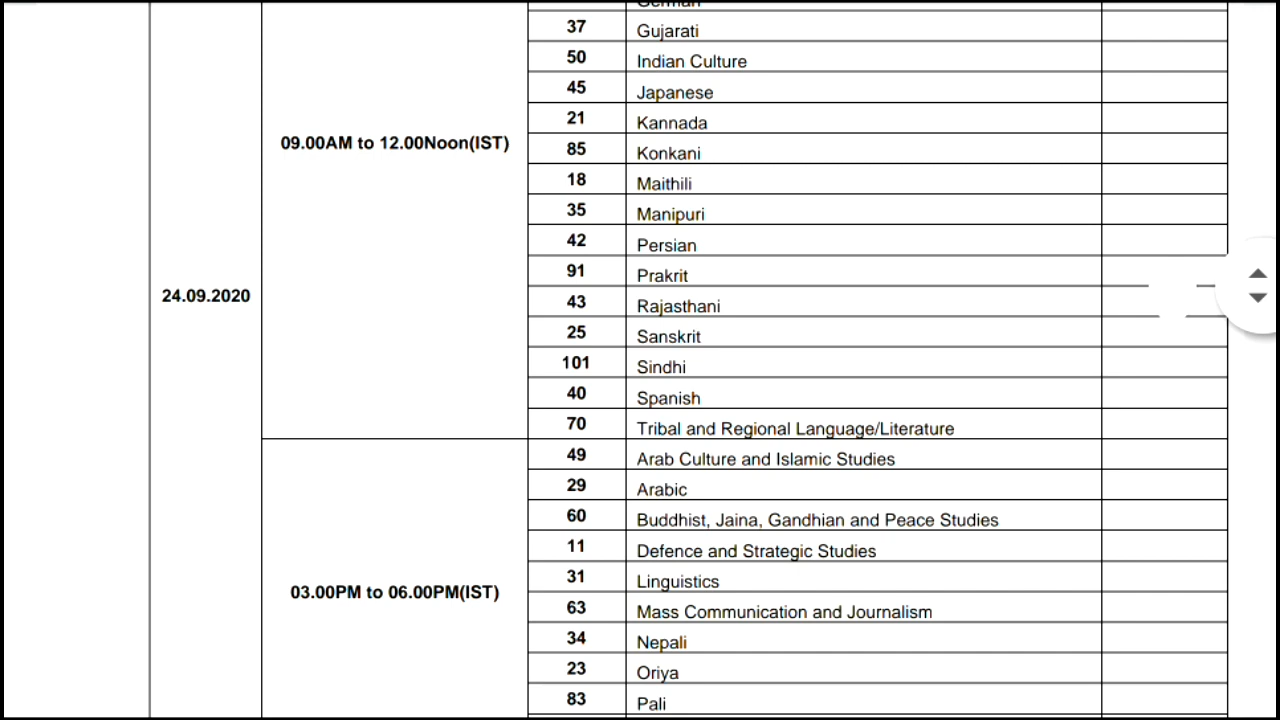 German
37 Gujarati
50 Indian Culture
45 Japanese
21 Kannada
09.00AM to 12.00Noon(IST)
85 Konkani
18 Maithili
35 Manipuri
42 Persian
91 Prakrit
24.09.2020
43 Rajasthani
25 Sanskrit
101 Sindhi
40 Spanish
70 Tribal and Regional Language/Literature
49 Arab Culture and Islamic Studies
29 Arabic
60 Buddhist, Jaina, Gandhian and Peace Studies
11 Defence and Strategic Studies
31 Linguistics
03.00PM to 06.00PM(IST)
63 Mass Communication and Journalism
34 Nepali
23 Oriya
83 Pali